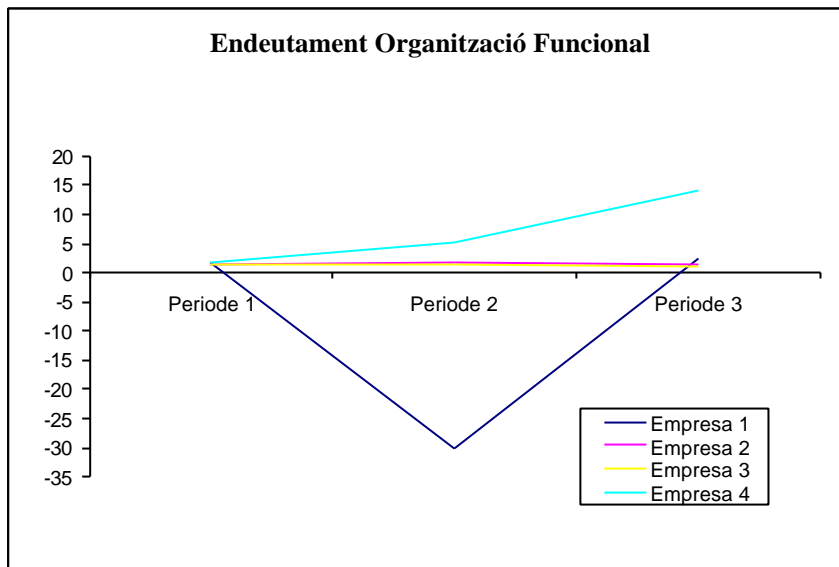 Endeutament Organització Funcional
20
15
10
5
0
-5
-10
-15
-20
-25
-30
-35
Periode 1
Periode 2
Periode 3
Empresa 1
Empresa 2
Empresa 3
Empresa 4